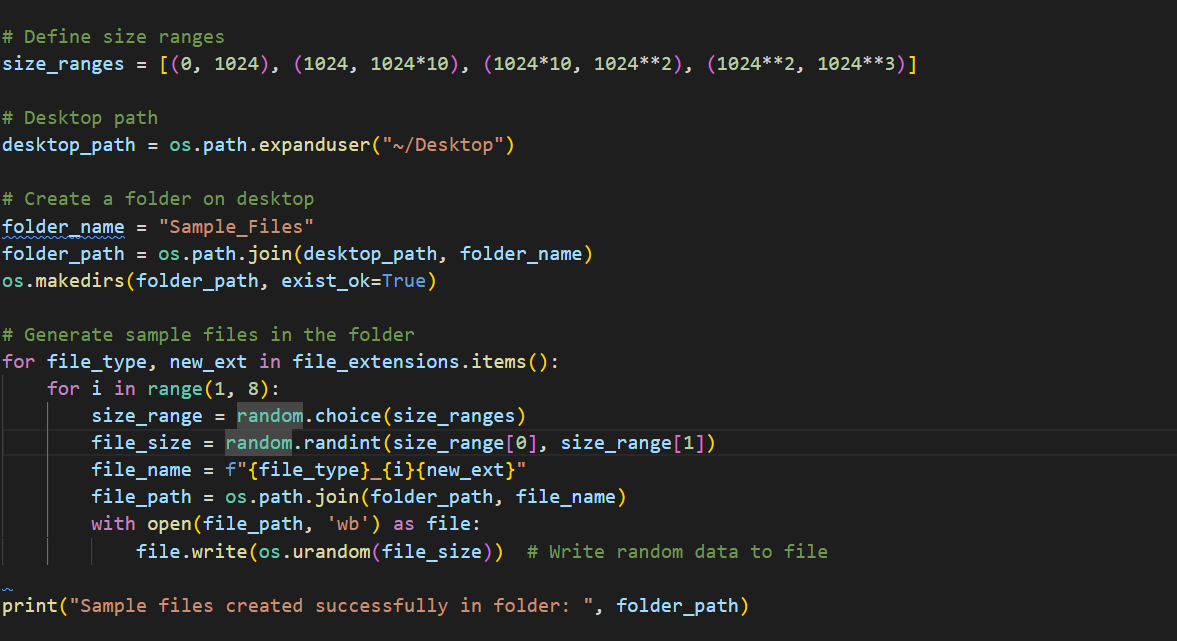 # Define size ranges
size_ranges = [(0, 1024), (1024, 1024*10), (1024*10, 1024**2), (1024**2, 1024**3)]
# Desktop path
desktop_path = os.path.expanduser("~/Desktop")
# Create a folder on desktop
folder_name = "Sample_Files"
folder_path = os.path.join(desktop_path, folder_name)
os.makedirs(folder_path, exist_ok=True)
# Generate sample files in the folder
for file_type, new_ext in file_extensions.items():
    for i in range(1, 8):
        size_range = random.choice(size_ranges)
        file_size = random.randint(size_range[0], size_range[1])
        file_name = f"{file_type}_{i}{new_ext}"
        file_path = os.path.join(folder_path, file_name)
        with open(file_path, 'wb') as file:
            file.write(os.urandom(file_size))  # Write random data to file
print("Sample files created successfully in folder: ", folder_path)